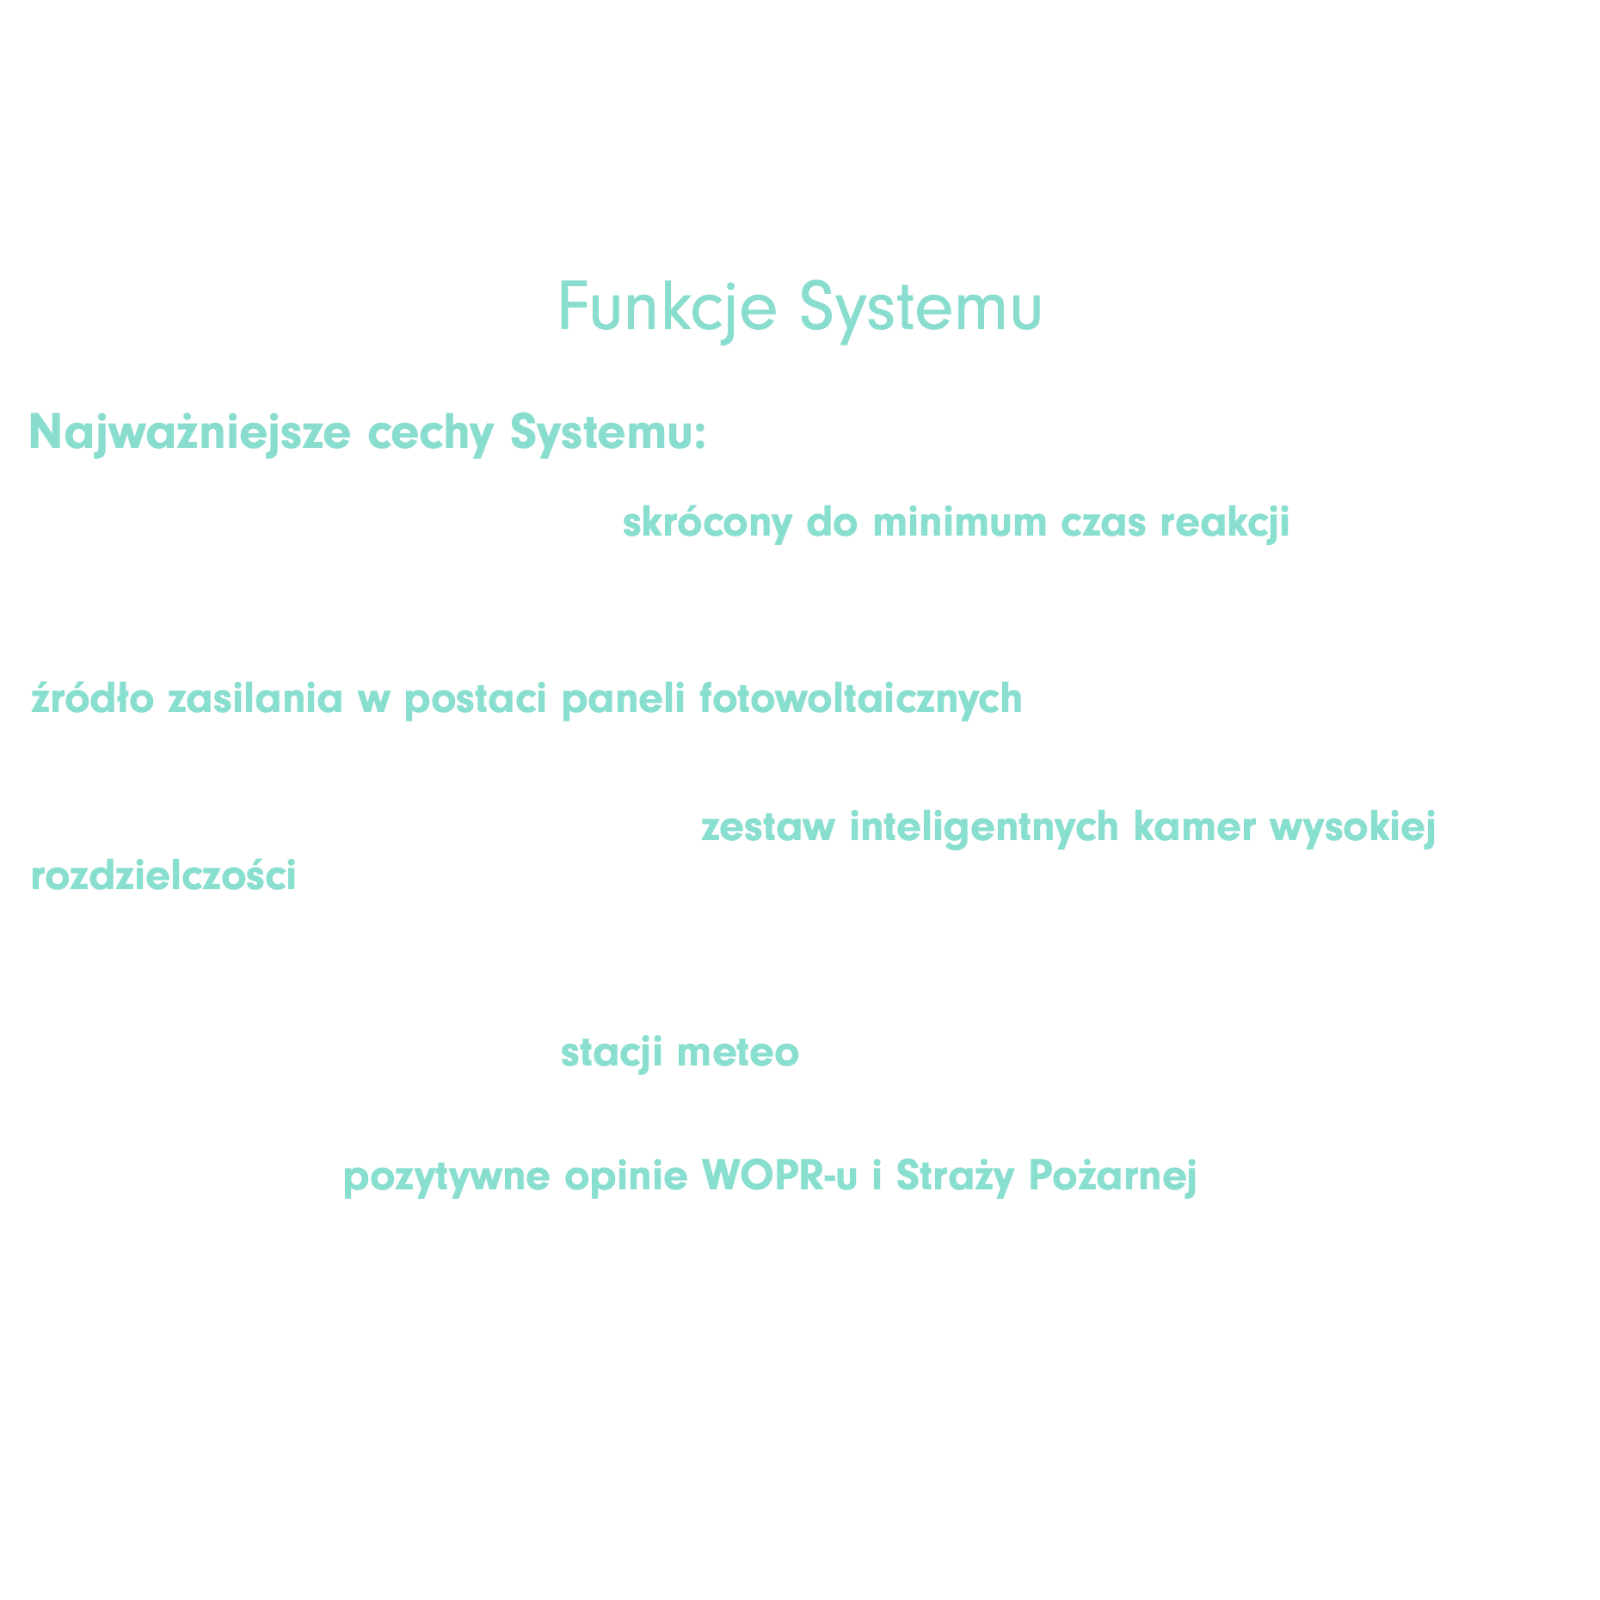 Funkcje Systemu
Najważniejsze cechy Systemu:
skrócony do minimum czas reakcji
źródło zasilania w postaci paneli fotowoltaicznych
zestaw inteligentnych kamer wysokiej
rozdzielczości
stacji meteo
pozytywne opinie WOPR-u i Straży Pożarnej